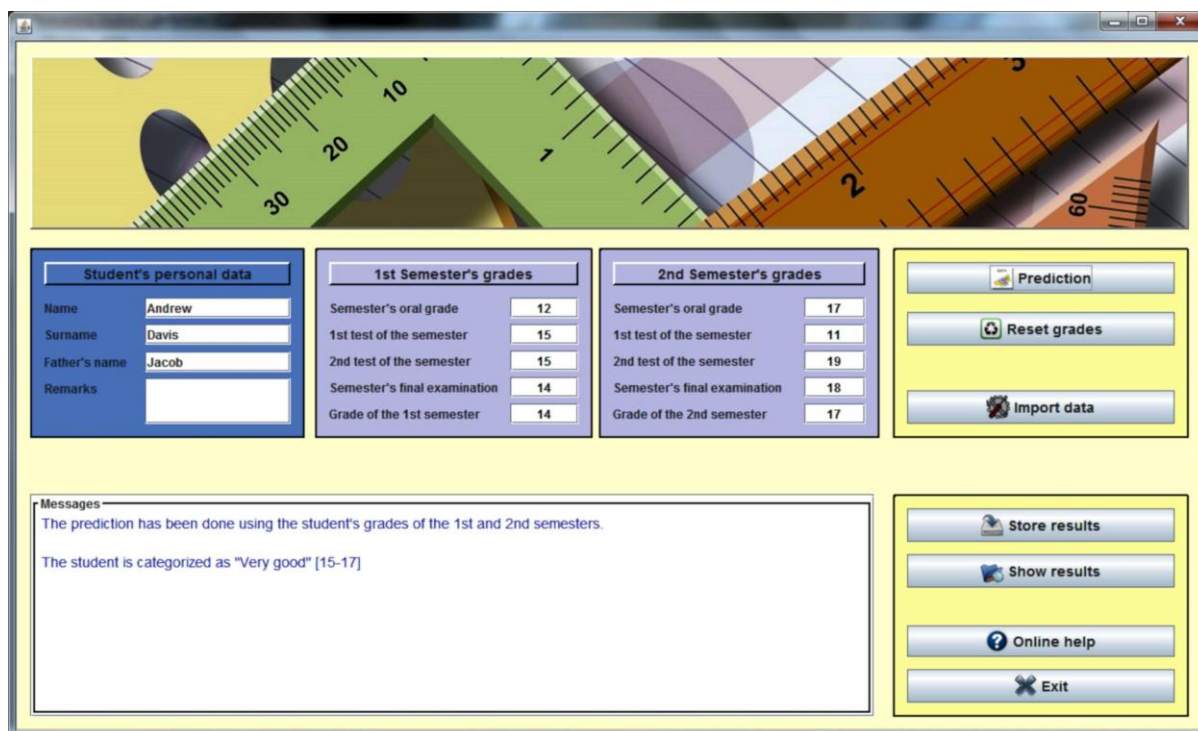 10
20
30
1
2
3
60
Student's personal data
Name Andrew
Surname Davis
Father's name Jacob
Remarks
1st Semester's grades
Semester's oral grade 12
1st test of the semester 15
2nd test of the semester 15
Semester's final examination 14
Grade of the 1st semester 14
2nd Semester's grades
Semester's oral grade 17
1st test of the semester 11
2nd test of the semester 19
Semester's final examination 18
Grade of the 2nd semester 17
Prediction
Reset grades
Import data
Messages
The prediction has been done using the student's grades of the 1st and 2nd semesters.
The student is categorized as "Very good" [15-17]
Store results
Show results
Online help
Exit